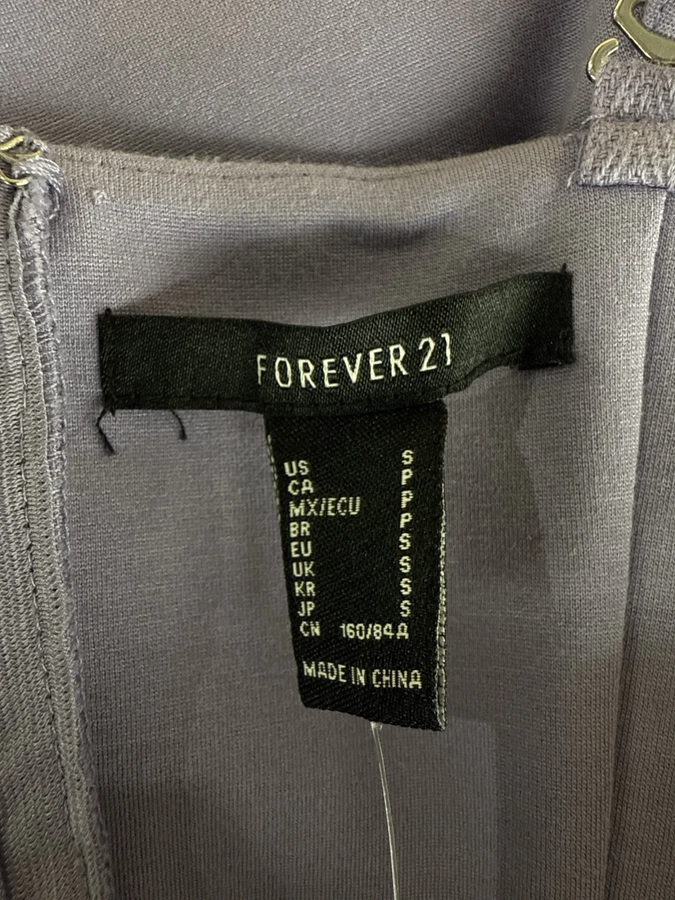 FOREVER 21
US S
CA P
MX/ECU P
BR P
EU S
UK S
KR S
JP S
CN 160/84A
MADE IN CHINA